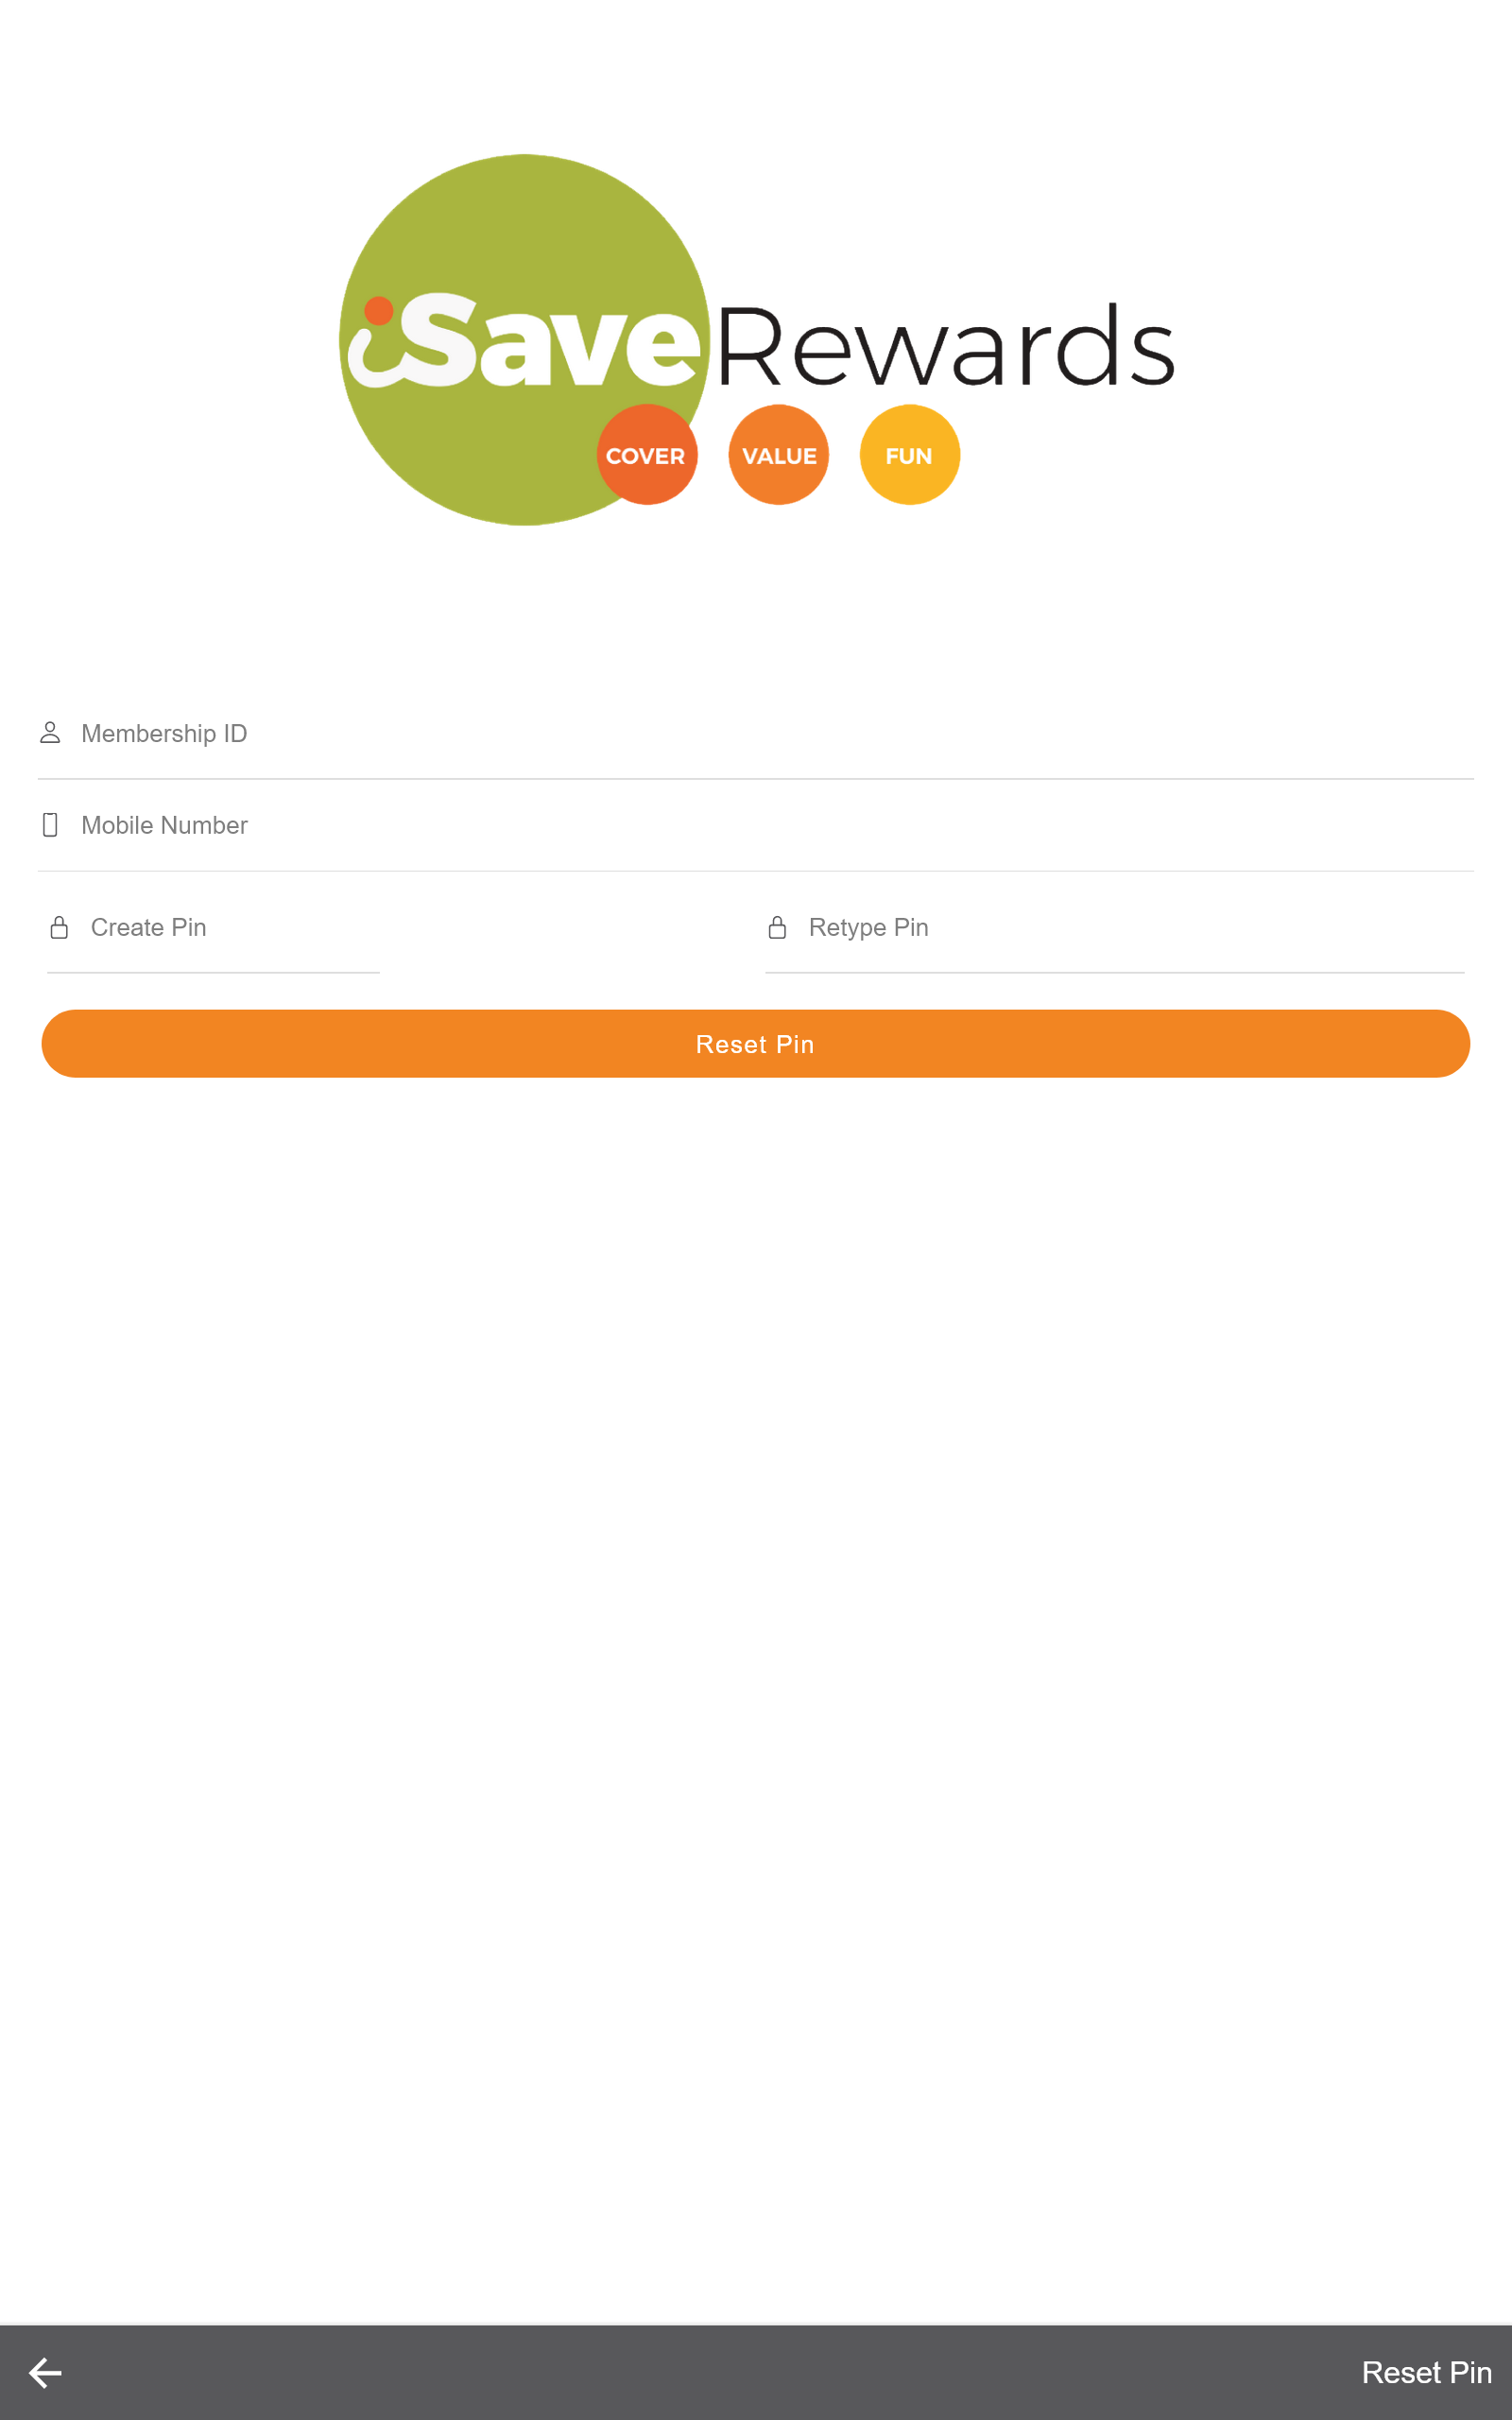 iSaveRewards
COVER VALUE FUN
Membership ID
Mobile Number
Create Pin Retype Pin
Reset Pin
Reset Pin